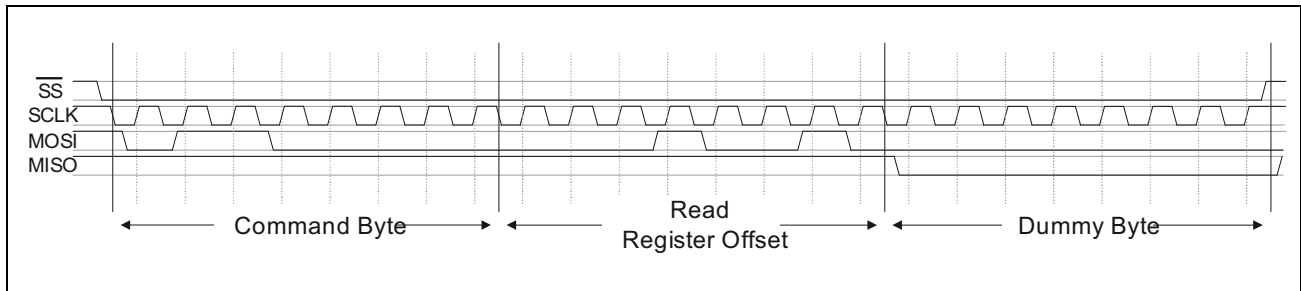 SS
SCLK
MOSI
MISO
Command Byte
Read
Register Offset
Dummy Byte